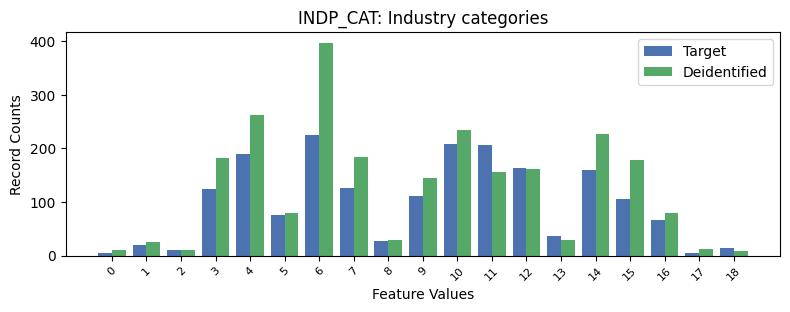 INDP_CAT: Industry categories
400
300
200
100
0
Record Counts
Target
Deidentified
0 1 2 3 4 5 6 7 8 9 10 11 12 13 14 15 16 17 18
Feature Values